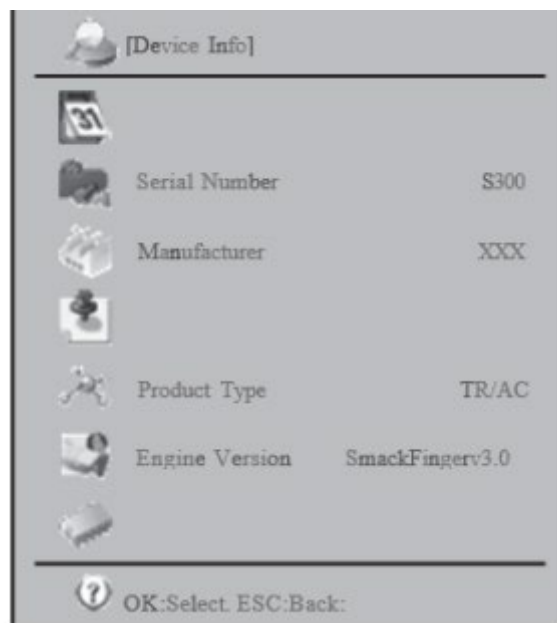 [Device Info]
31
Serial Number S300
Manufacturer XXX
Product Type TR/AC
Engine Version SmackFingerv3.0
OK:Select. ESC:Back: